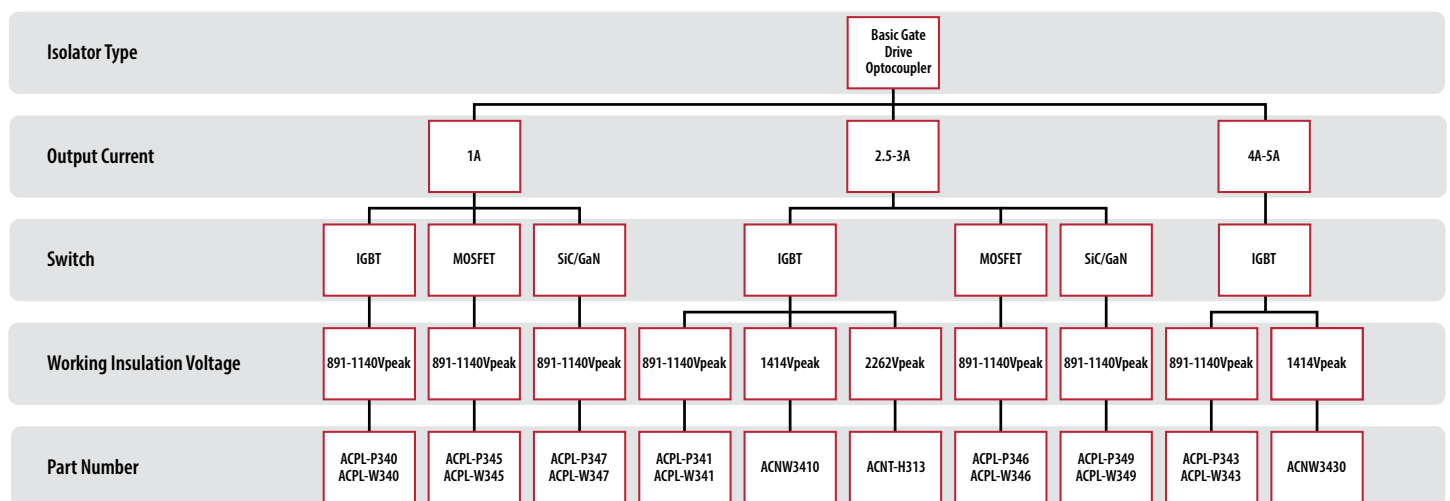 Isolator Type
Basic Gate
Drive
Optocoupler
Output Current
1A
2.5-3A
4A-5A
Switch
IGBT
MOSFET
SiC/GaN
IGBT
MOSFET
SiC/GaN
IGBT
Working Insulation Voltage
891-1140Vpeak
891-1140Vpeak
891-1140Vpeak
891-1140Vpeak
1414Vpeak
2262Vpeak
891-1140Vpeak
891-1140Vpeak
891-1140Vpeak
1414Vpeak
Part Number
ACPL-P340
ACPL-W340
ACPL-P345
ACPL-W345
ACPL-P347
ACPL-W347
ACPL-P341
ACPL-W341
ACNW3410
ACNT-H313
ACPL-P346
ACPL-W346
ACPL-P349
ACPL-W349
ACPL-P343
ACPL-W343
ACNW3430